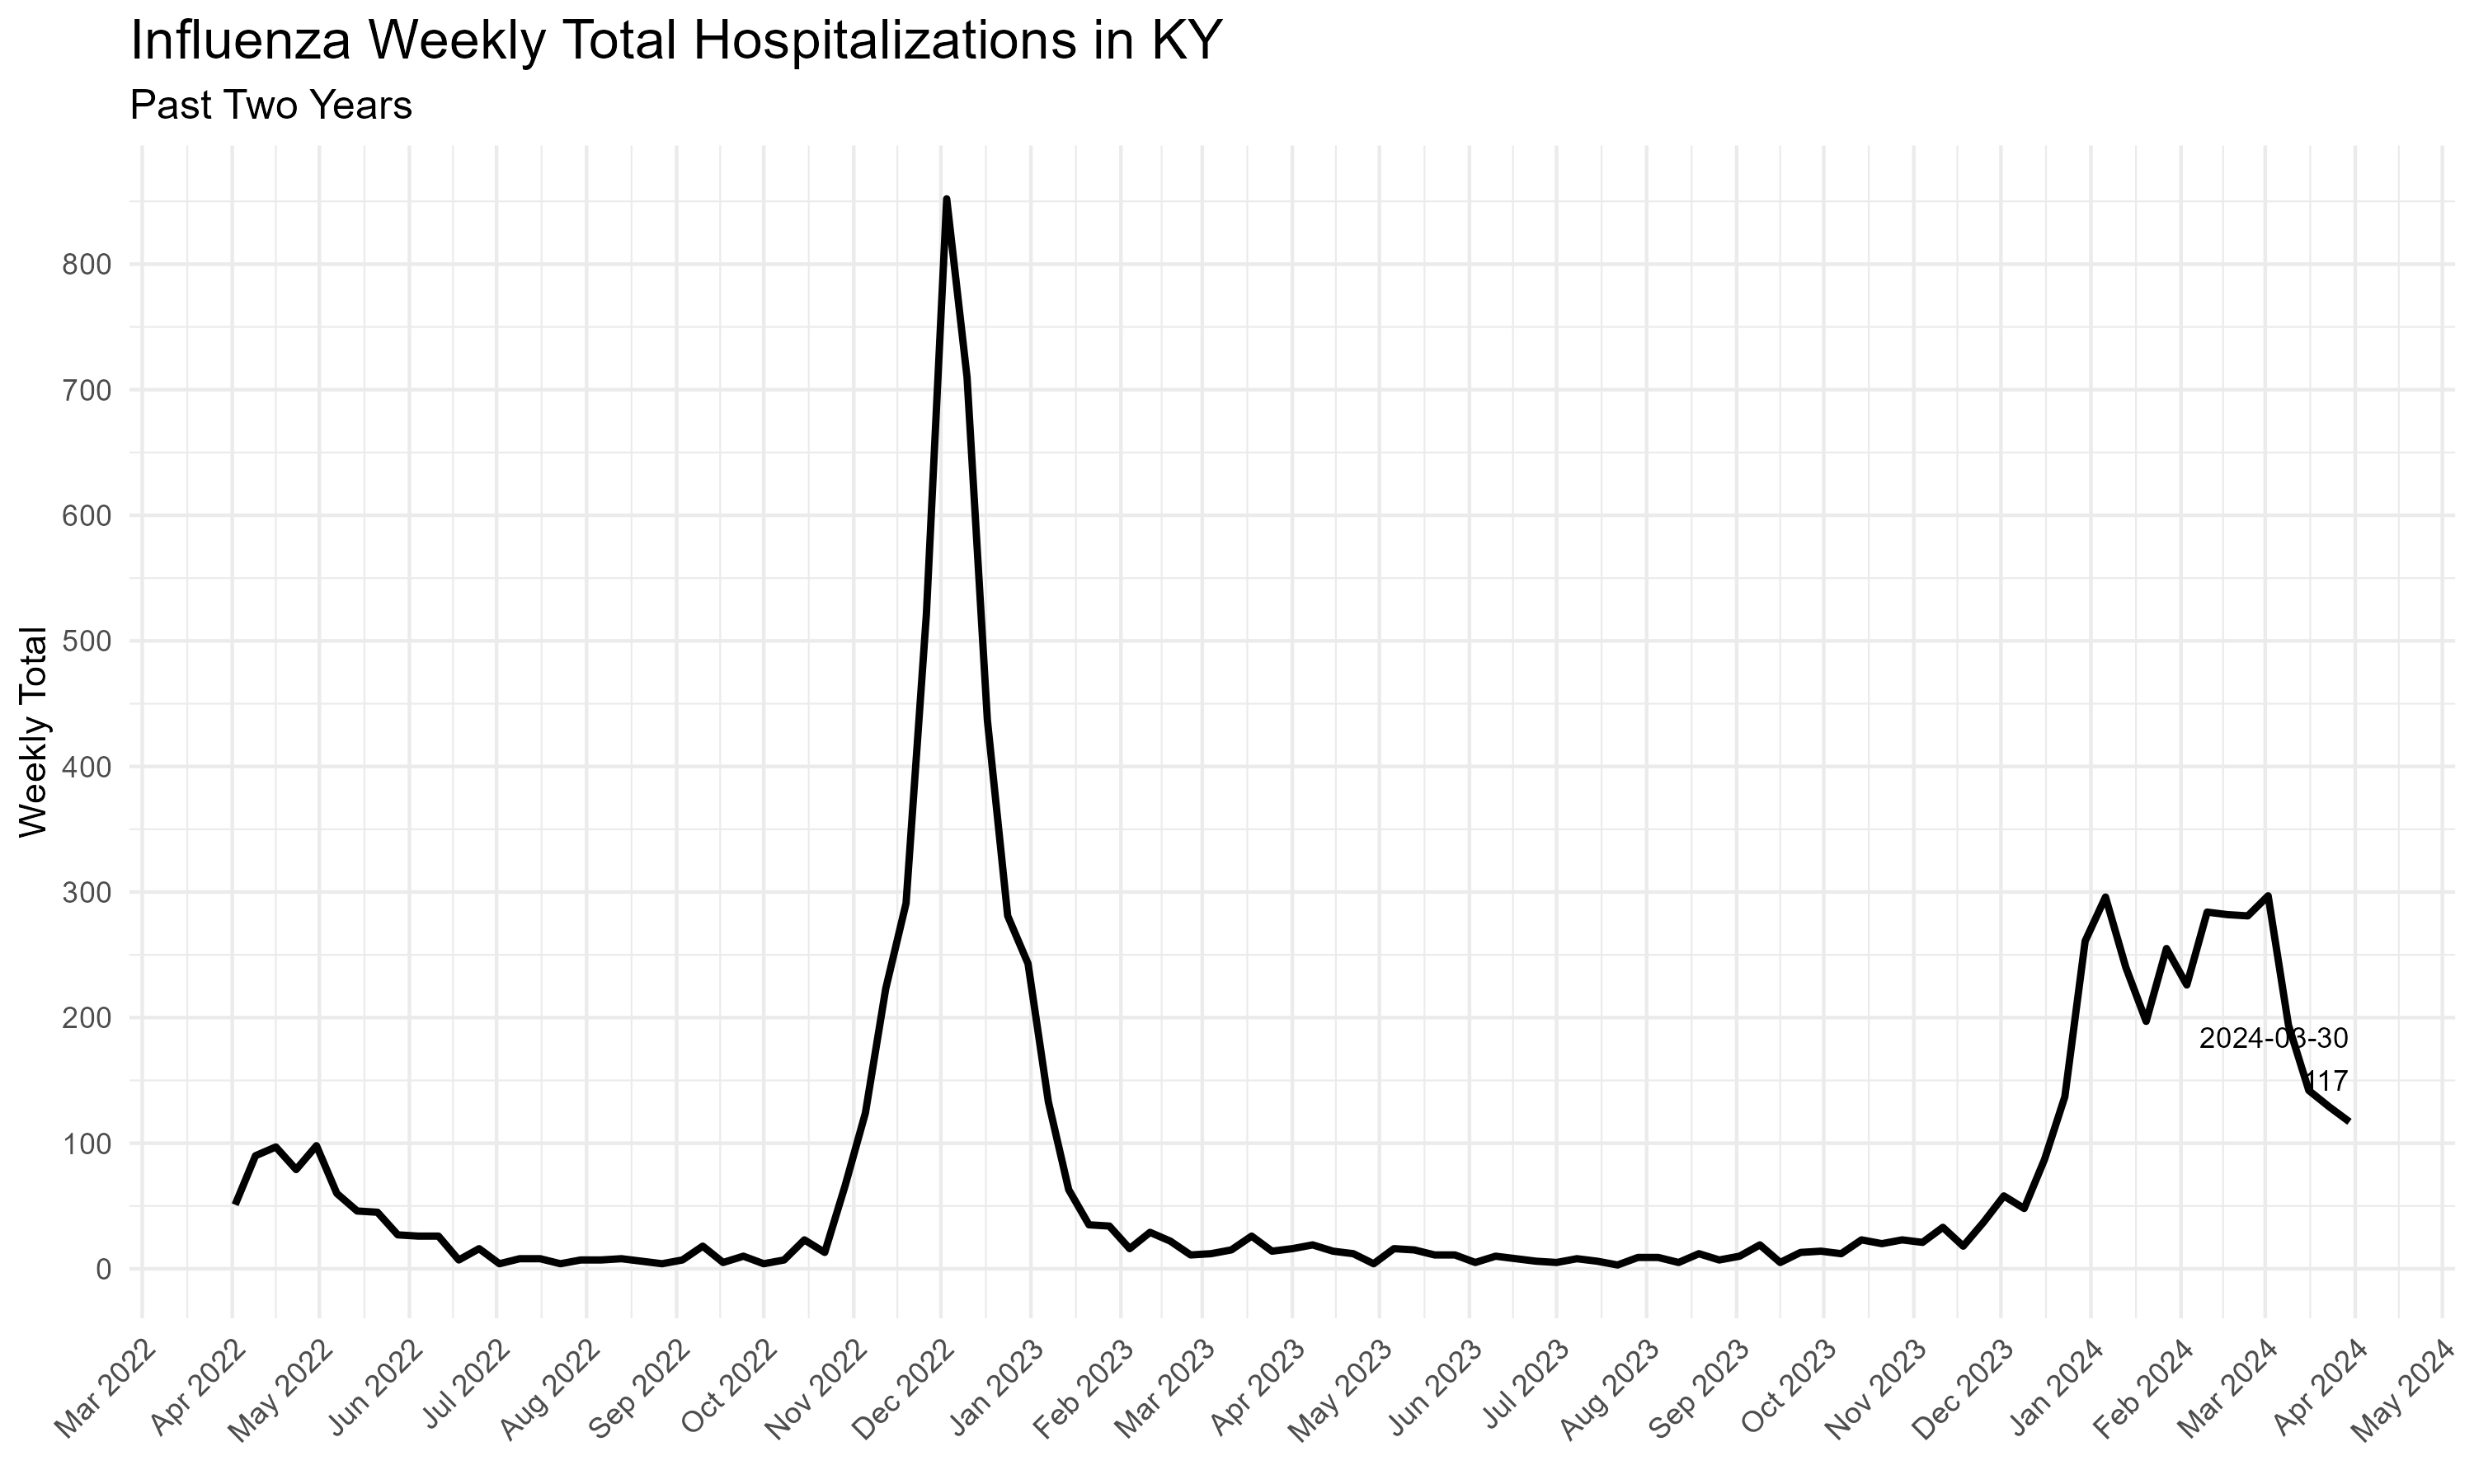 Influenza Weekly Total Hospitalizations in KY
Past Two Years
Weekly Total
800
700
600
500
400
300
200
100
0
2024-03-30
117
Mar 2022
Apr 2022
May 2022
Jun 2022
Jul 2022
Aug 2022
Sep 2022
Oct 2022
Nov 2022
Dec 2022
Jan 2023
Feb 2023
Mar 2023
Apr 2023
May 2023
Jun 2023
Jul 2023
Aug 2023
Sep 2023
Oct 2023
Nov 2023
Dec 2023
Jan 2024
Feb 2024
Mar 2024
Apr 2024
May 2024